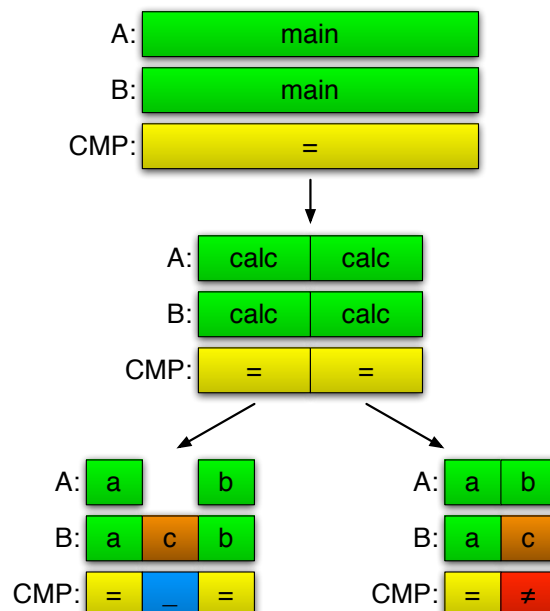 A: main
B: main
CMP: =
A: calc calc
B: calc calc
CMP: = =
A: a b
B: a c b
CMP: = _ =
A: a b
B: a c
CMP: = ≠